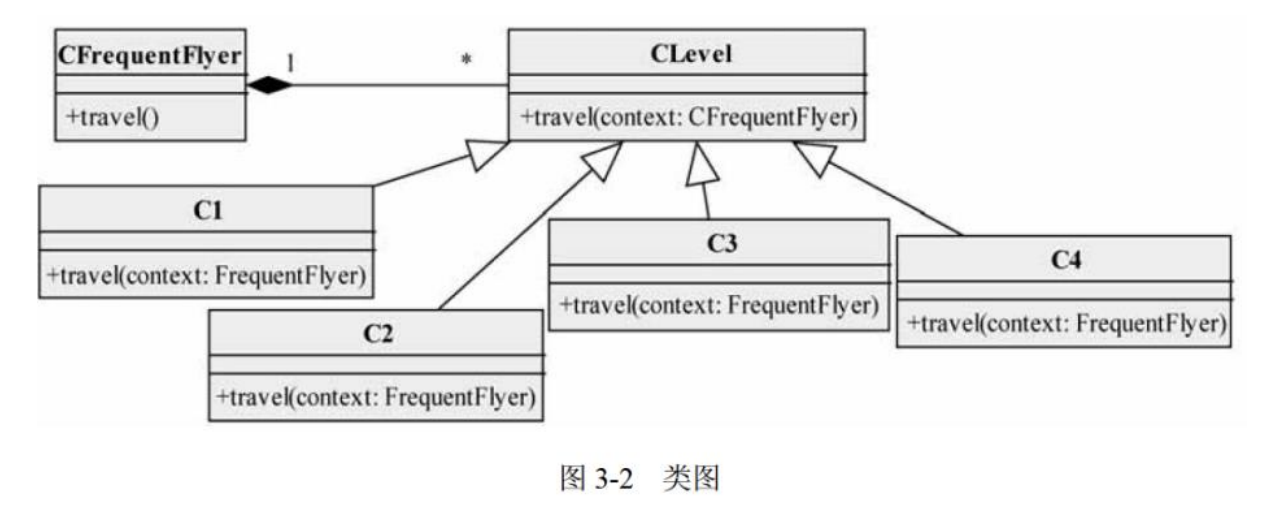 CFrequentFlyer
1
*
CLevel
+travel()
+travel(context: CFrequentFlyer)
C1
+travel(context: FrequentFlyer)
C2
+travel(context: FrequentFlyer)
C3
+travel(context: FrequentFlyer)
C4
+travel(context: FrequentFlyer)
图 3-2 类图